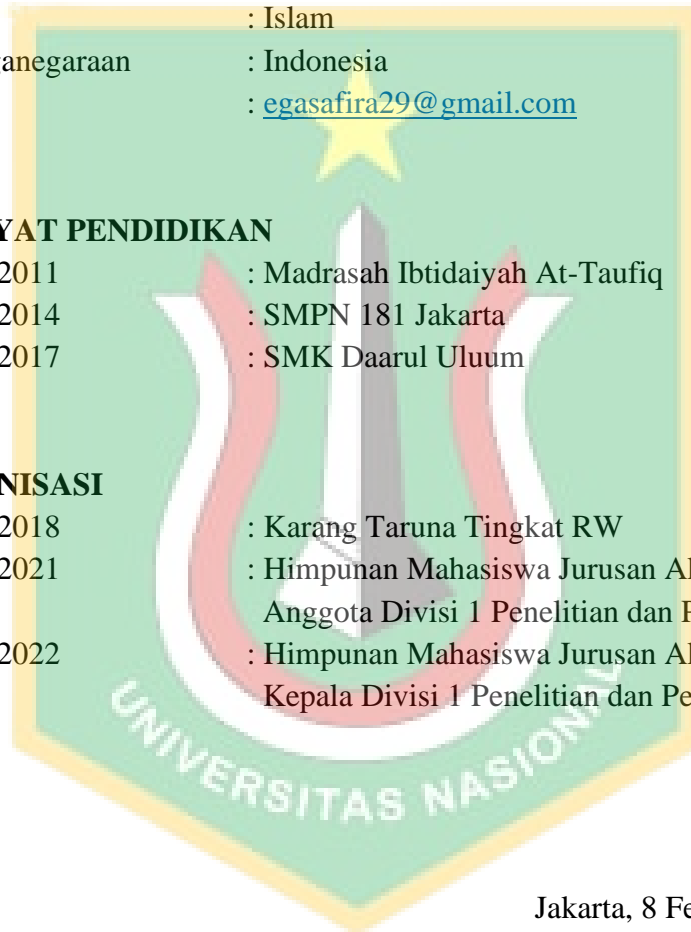 : Islam
ganegaraan : Indonesia
: egasafira29@gmail.com
YAT PENDIDIKAN
2011 : Madrasah Ibtidaiyah At-Taufiq
2014 : SMPN 181 Jakarta
2017 : SMK Daarul Uluum
NISASI
2018 : Karang Taruna Tingkat RW
2021 : Himpunan Mahasiswa Jurusan A
Anggota Divisi 1 Penelitian dan
2022 : Himpunan Mahasiswa Jurusan A
Kepala Divisi 1 Penelitian dan Pe
UNIVERSITAS NASIONAL
Jakarta, 8 Fe